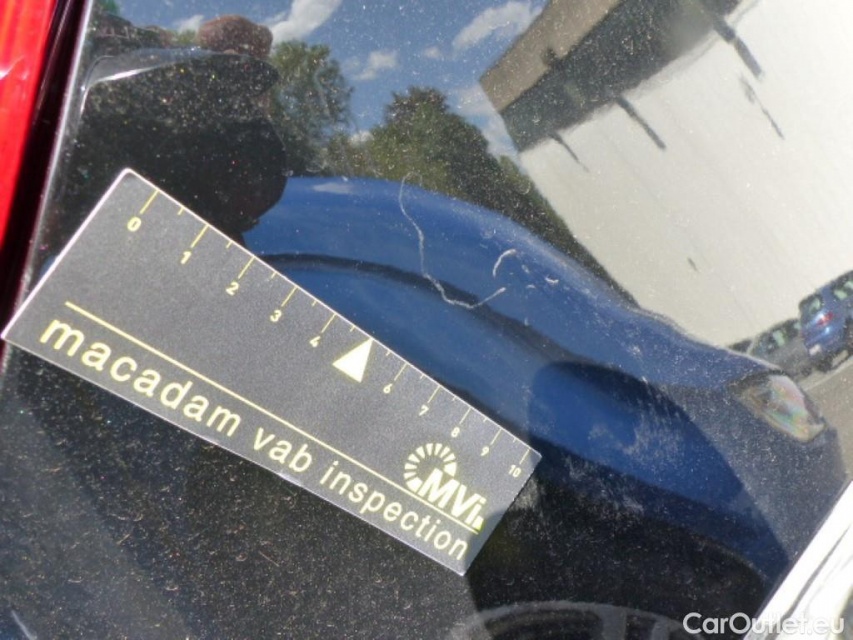 0 1 2 3 4 6 7 8 9 10
macadam vab inspection
MVi.
CarOutlet.eu